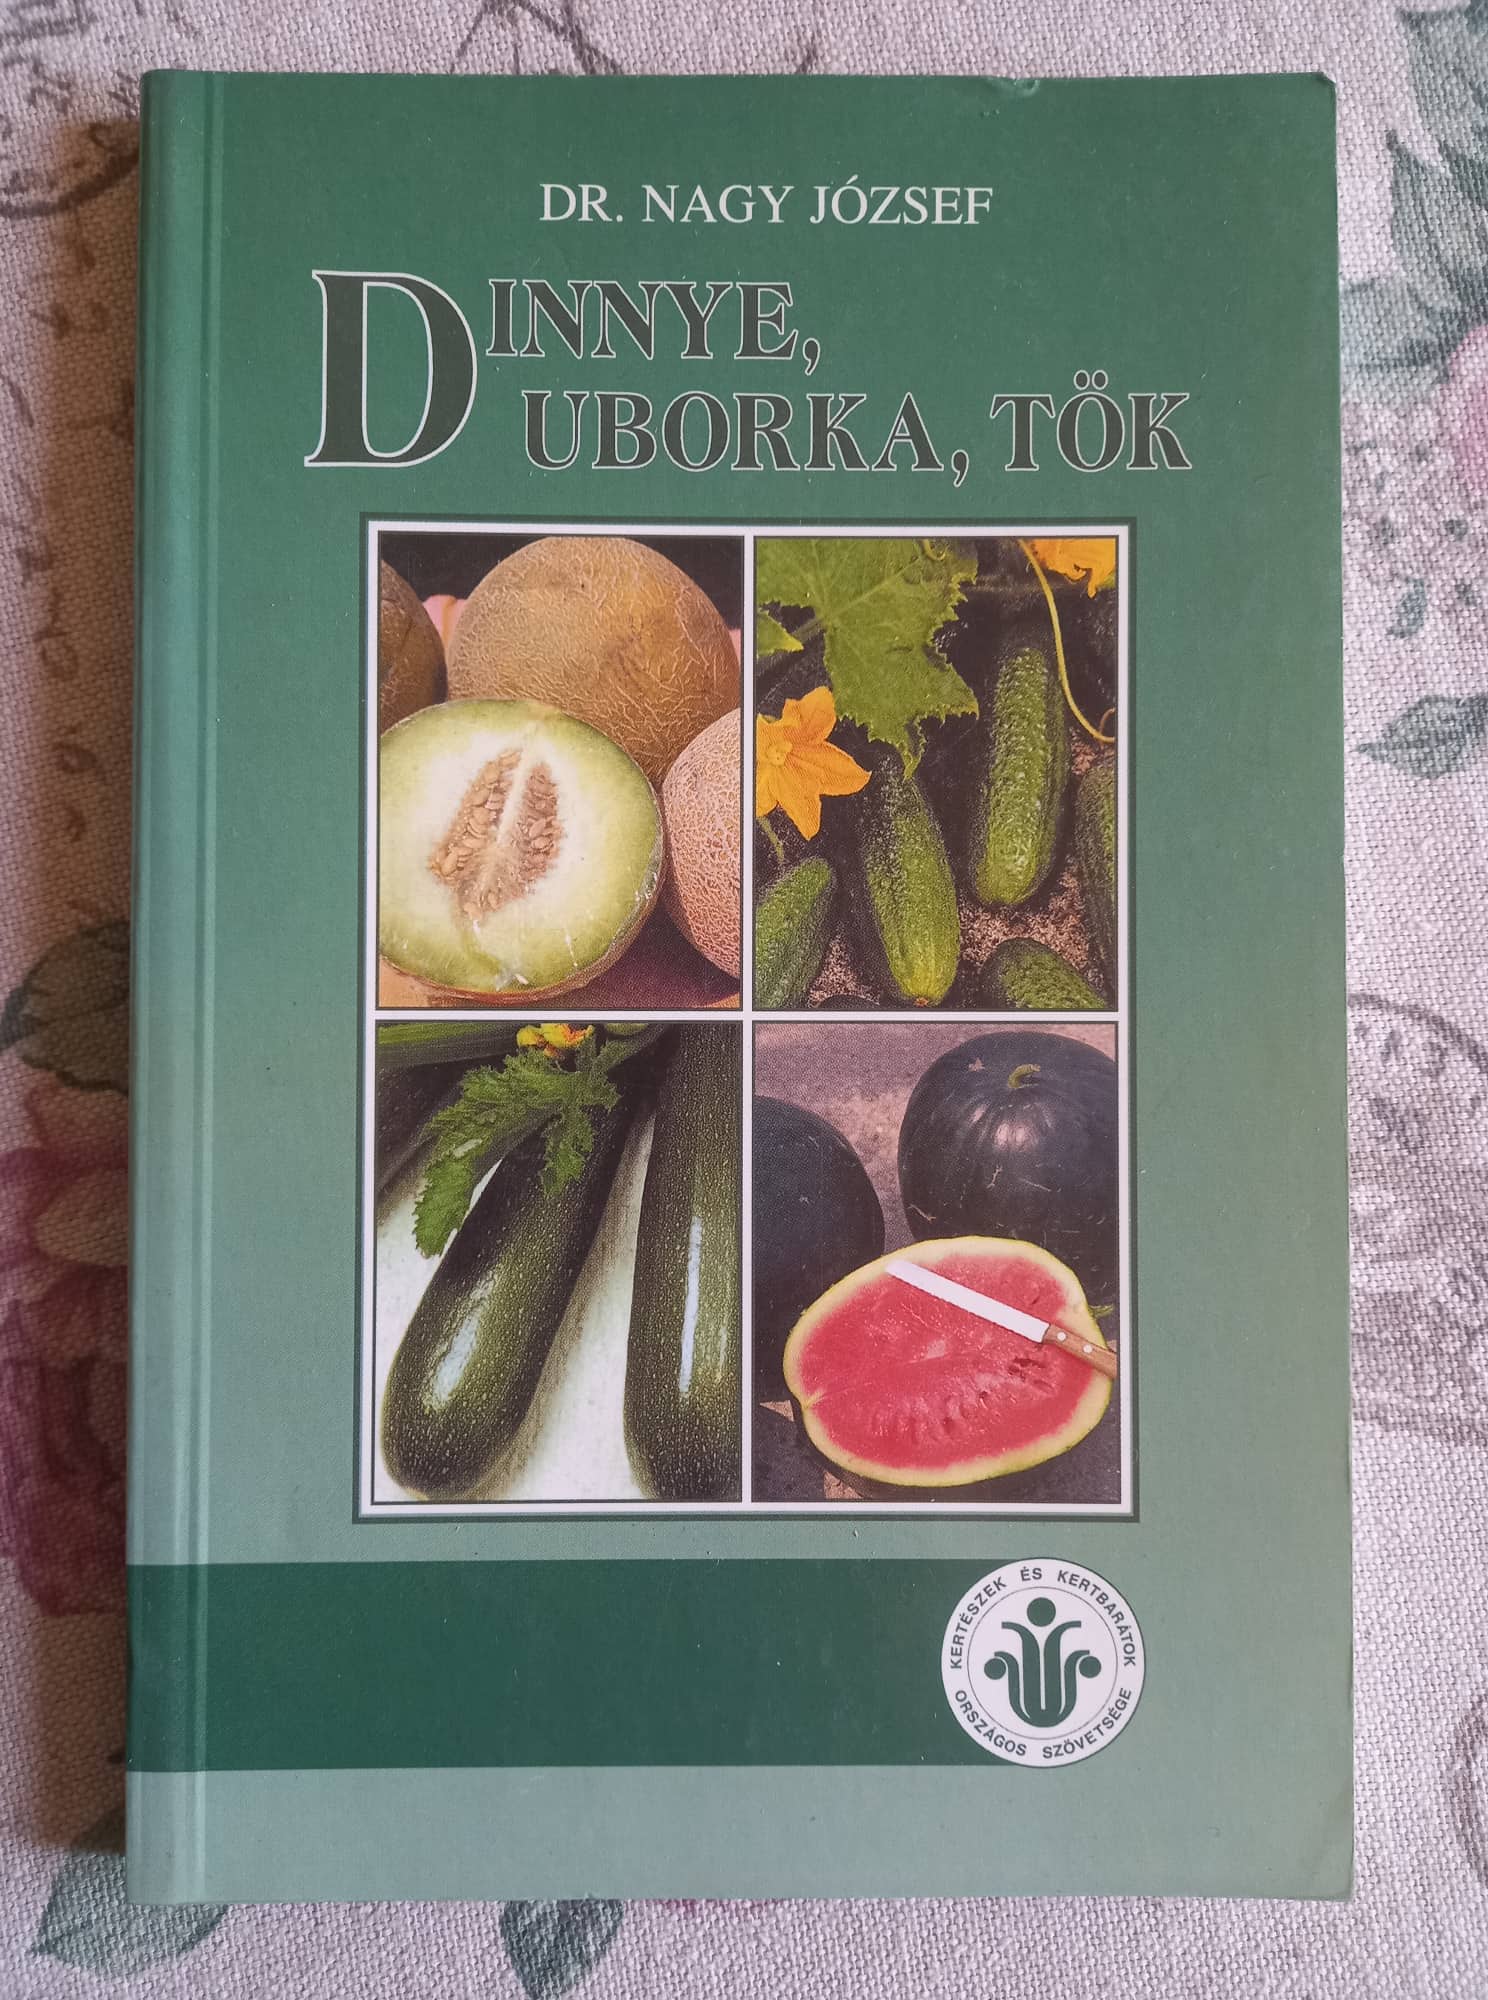 DR. NAGY JÓZSEF
DINNYE,
UBORKA, TÖK
KERTÉSZEK ÉS KERTBARÁTOK
ORSZÁGOS SZÖVETSÉGE